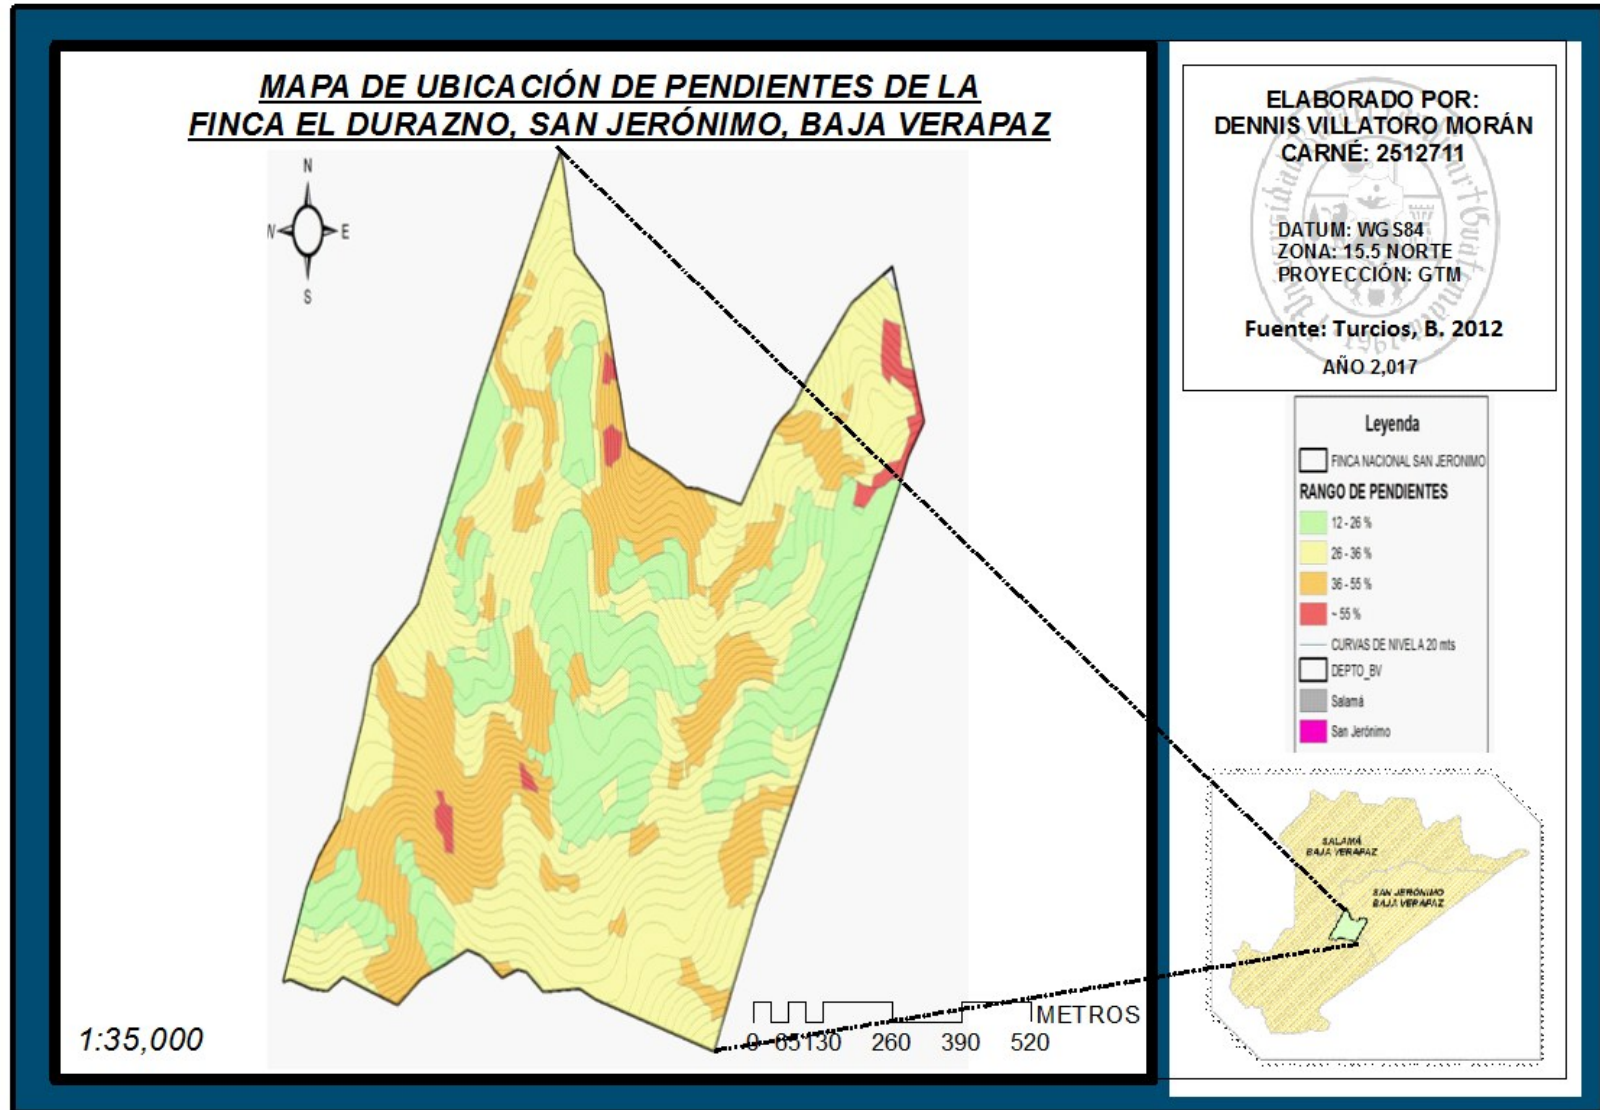 MAPA DE UBICACIÓN DE PENDIENTES DE LA
FINCA EL DURAZNO, SAN JERÓNIMO, BAJA VERAPAZ
N
E
S
1:35,000
METROS
0 65 130 260 390 520
ELABORADO POR:
DENNIS VILLATORO MORÁN
CARNÉ: 2512711
DATUM: WGS84
ZONA: 15.5 NORTE
PROYECCIÓN: GTM
Fuente: Turcios, B. 2012
AÑO 2,017
Leyenda
FINCA NACIONAL SAN JERONIMO
RANGO DE PENDIENTES
12 - 26 %
26 - 36 %
36 - 55 %
~ 55 %
CURVAS DE NIVEL A 20 mts
DEPTO_BV
Salamá
San Jerónimo
SALAMÁ
BAJA VERAPAZ
SAN JERÓNIMO
BAJA VERAPAZ